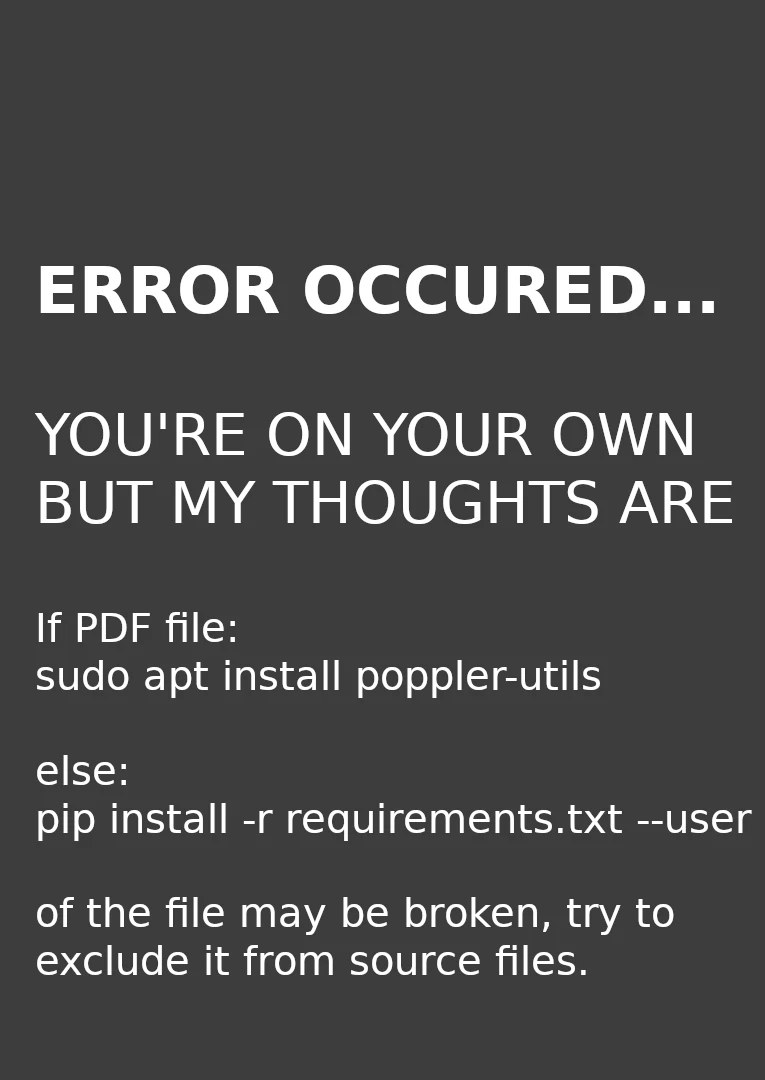 ERROR OCCURED...
YOU'RE ON YOUR OWN
BUT MY THOUGHTS ARE
If PDF file:
sudo apt install poppler-utils
else:
pip install -r requirements.txt --user
of the file may be broken, try to
exclude it from source files.